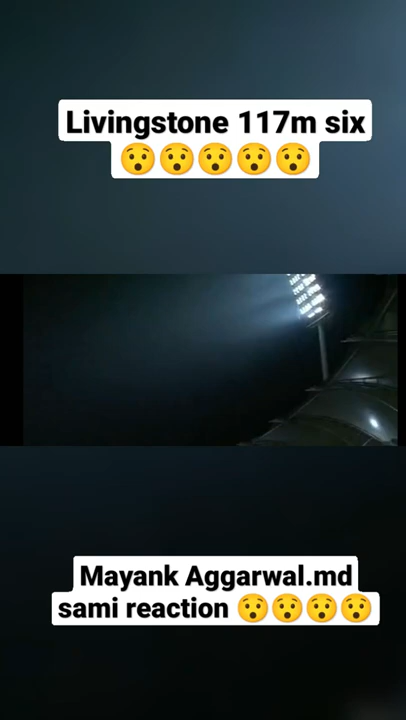 Livingstone 117m six
😯😯😯😯😯
Mayank Aggarwal.md
sami reaction 😯😯😯😯